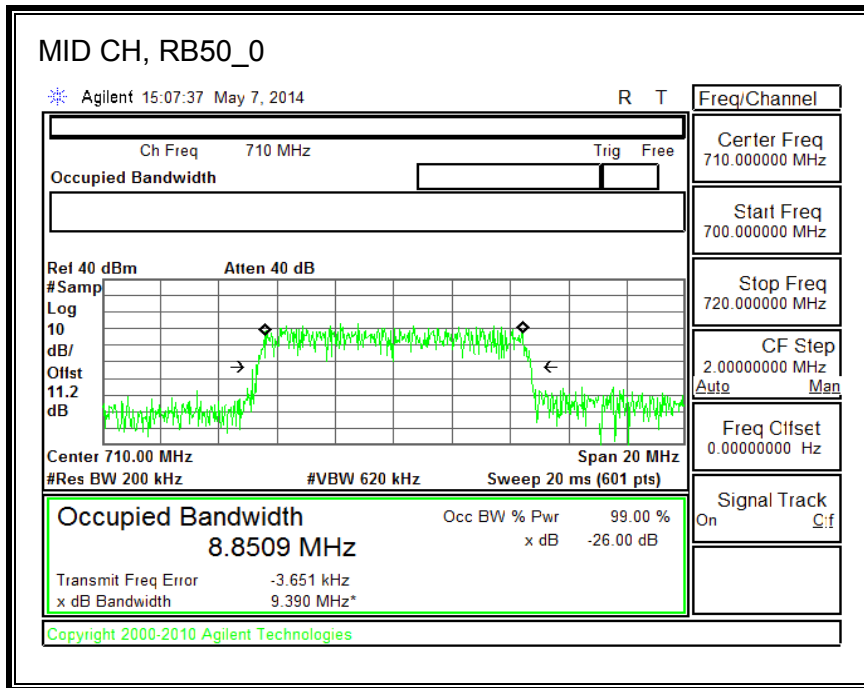 MID CH, RB50_0
Agilent 15:07:37 May 7, 2014 R T
Freq/Channel
Ch Freq 710 MHz Trig Free
Occupied Bandwidth
Center Freq
710.000000 MHz
Start Freq
700.000000 MHz
Stop Freq
720.000000 MHz
CF Step
2.00000000 MHz
Auto Man
Freq Offset
0.00000000 Hz
Signal Track
On Off
Ref 40 dBm Atten 40 dB
#Samp
Log
10
dB/
Offst
11.2
dB
Center 710.00 MHz Span 20 MHz
#Res BW 200 kHz #VBW 620 kHz Sweep 20 ms (601 pts)
Occupied Bandwidth Occ BW % Pwr 99.00 %
8.8509 MHz x dB -26.00 dB
Transmit Freq Error -3.651 kHz
x dB Bandwidth 9.390 MHz*
Copyright 2000-2010 Agilent Technologies